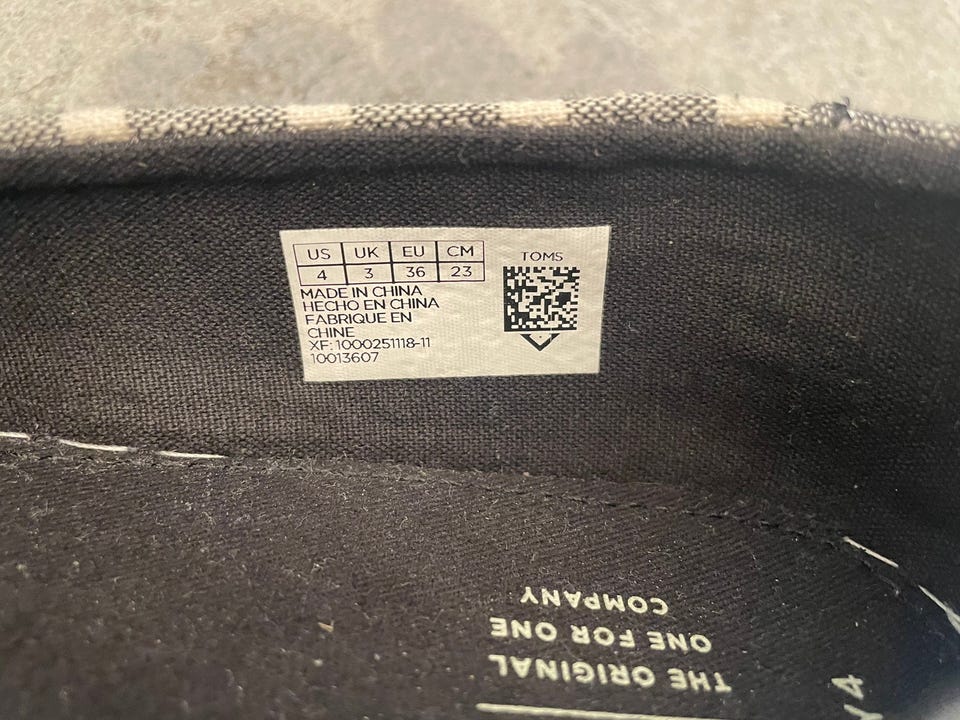 US UK EU CM
4 3 36 23
MADE IN CHINA
HECHO EN CHINA
FABRIQUE EN
CHINE
XF: 1000251118-11
10013607
TOMS
THE ORIGINAL
ONE FOR ONE
COMPANY